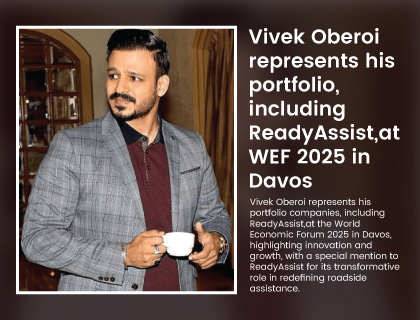 Vivek Oberoi
represents his
portfolio,
including
ReadyAssist,at
WEF 2025 in
Davos
Vivek Oberoi represents his
portfolio companies, including
ReadyAssist,at the World
Economic Forum 2025 in Davos,
highlighting innovation and
growth, with a special mention to
ReadyAssist for its transformative
role in redefining roadside
assistance.